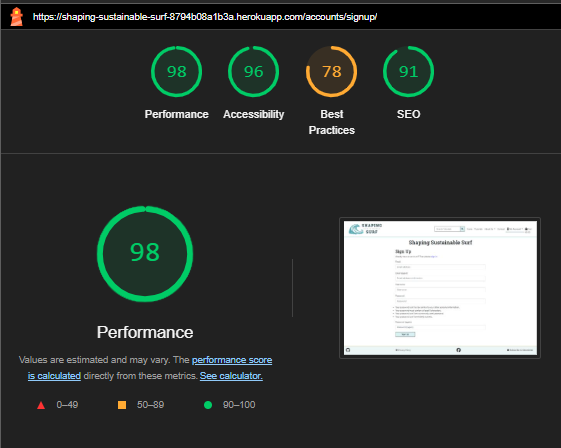 https://shaping-sustainable-surf-8794b08a1b3a.herokuapp.com/accounts/signup/
98
96
78
91
Performance
Accessibility
Best
Practices
SEO
98
Performance
Values are estimated and may vary. The performance score
is calculated directly from these metrics. See calculator.
0–49
50–89
90–100
SHAPING
SURF
Shaping Sustainable Surf
Sign Up